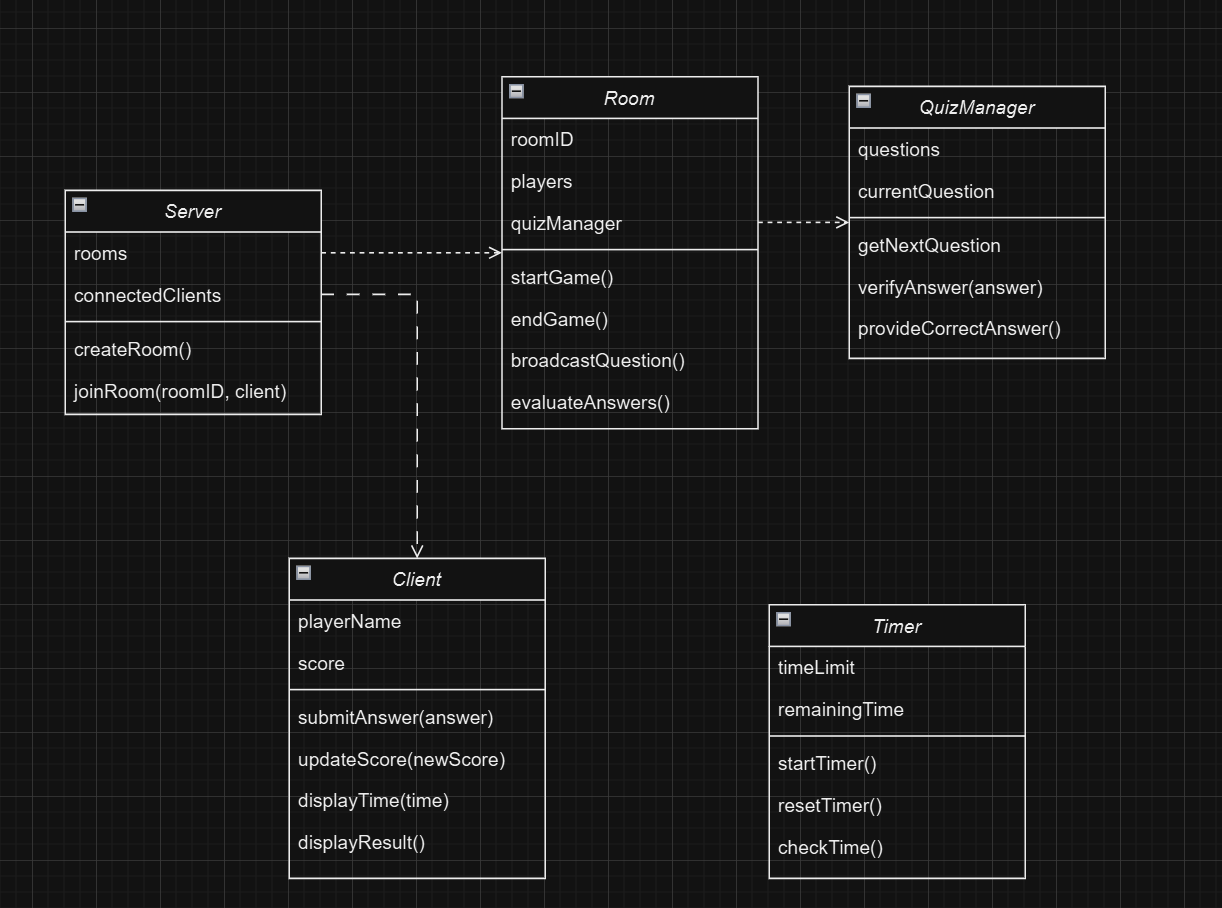 Server
rooms
connectedClients
createRoom()
joinRoom(roomID, client)
Room
roomID
players
quizManager
startGame()
endGame()
broadcastQuestion()
evaluateAnswers()
QuizManager
questions
currentQuestion
getNextQuestion
verifyAnswer(answer)
provideCorrectAnswer()
Client
playerName
score
submitAnswer(answer)
updateScore(newScore)
displayTime(time)
displayResult()
Timer
timeLimit
remainingTime
startTimer()
resetTimer()
checkTime()